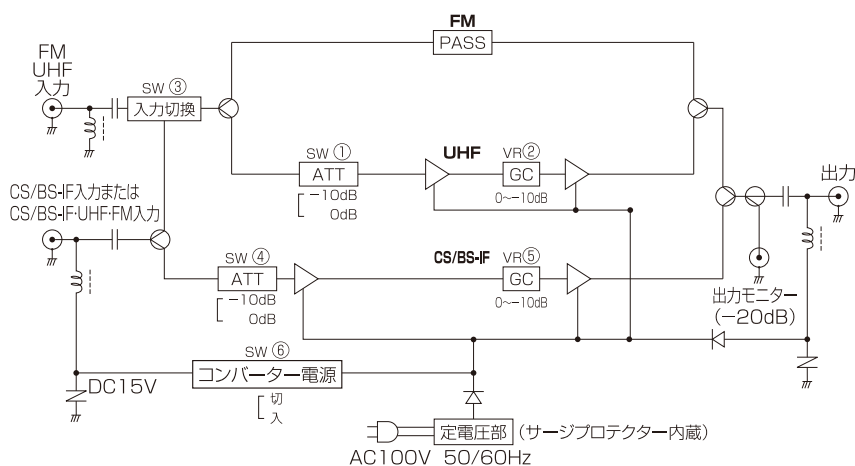 FM
PASS
FM
UHF
入力
SW ③
入力切換
SW ①
ATT
−10dB
0dB
UHF
VR②
GC
0〜−10dB
出力
CS/BS-IF入力または
CS/BS-IF·UHF·FM入力
SW ④
ATT
−10dB
0dB
CS/BS-IF
VR⑤
GC
0〜−10dB
出力モニター
(−20dB)
SW ⑥
コンバーター電源
切
入
DC15V
定電圧部
(サージプロテクター内蔵)
AC100V 50/60Hz